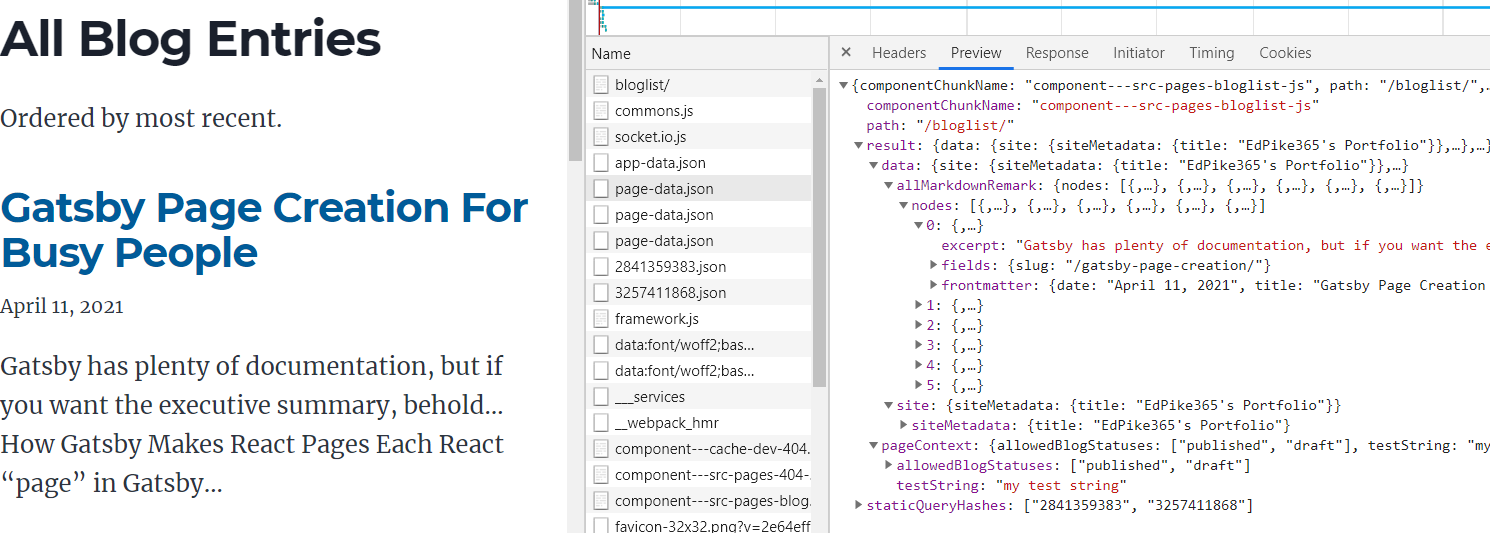 All Blog Entries
Ordered by most recent.
Gatsby Page Creation For
Busy People
April 11, 2021
Gatsby has plenty of documentation, but if
you want the executive summary, behold…
How Gatsby Makes React Pages Each React
“page” in Gatsby…
Name
bloglist/
commons.js
socket.io.js
app-data.json
page-data.json
page-data.json
page-data.json
2841359383.json
3257411868.json
framework.js
data:font/woff2;bas…
data:font/woff2;bas…
___services
__webpack_hmr
component---cache-dev-404.
component---src-pages-404-
component---src-pages-blog
favicon-32x32.png?v=2e64eff
× Headers Preview Response Initiator Timing Cookies
{componentChunkName: "component---src-pages-bloglist-js", path: "/bloglist/",…
componentChunkName: "component---src-pages-bloglist-js"
path: "/bloglist/"
result: {data: {site: {siteMetadata: {title: "EdPike365's Portfolio"}},…},…}
data: {site: {siteMetadata: {title: "EdPike365's Portfolio"}},…}
allMarkdownRemark: {nodes: [{,…}, {,…}, {,…}, {,…}, {,…}, {,…}]}
nodes: [{,…}, {,…}, {,…}, {,…}, {,…}, {,…}]
0: {,…}
excerpt: "Gatsby has plenty of documentation, but if you want the e
fields: {slug: "/gatsby-page-creation/"}
frontmatter: {date: "April 11, 2021", title: "Gatsby Page Creation
1: {,…}
2: {,…}
3: {,…}
4: {,…}
5: {,…}
site: {siteMetadata: {title: "EdPike365's Portfolio"}}
siteMetadata: {title: "EdPike365's Portfolio"}
pageContext: {allowedBlogStatuses: ["published", "draft"], testString: "my
allowedBlogStatuses: ["published", "draft"]
testString: "my test string"
staticQueryHashes: ["2841359383", "3257411868"]